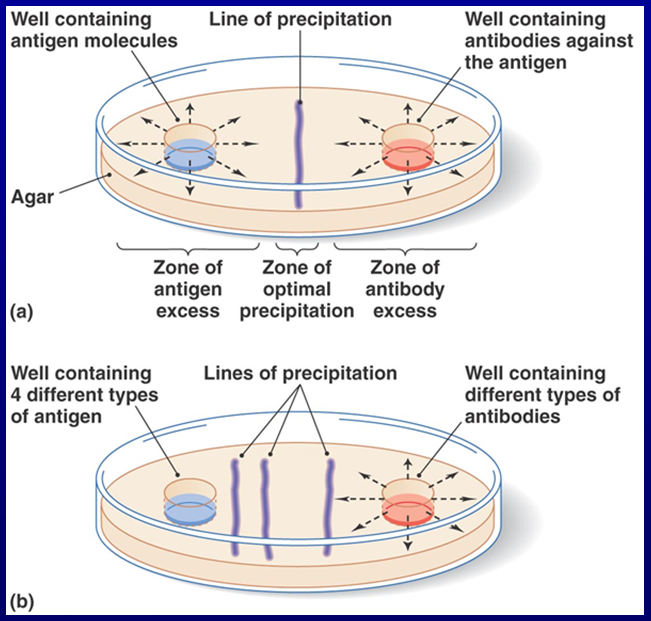 Well containing
antigen molecules
Line of precipitation
Well containing
antibodies against
the antigen
Agar
Zone of
antigen
excess
Zone of
optimal
precipitation
Zone of
antibody
excess
(a)
Well containing
4 different types
of antigen
Lines of precipitation
Well containing
different types of
antibodies
(b)